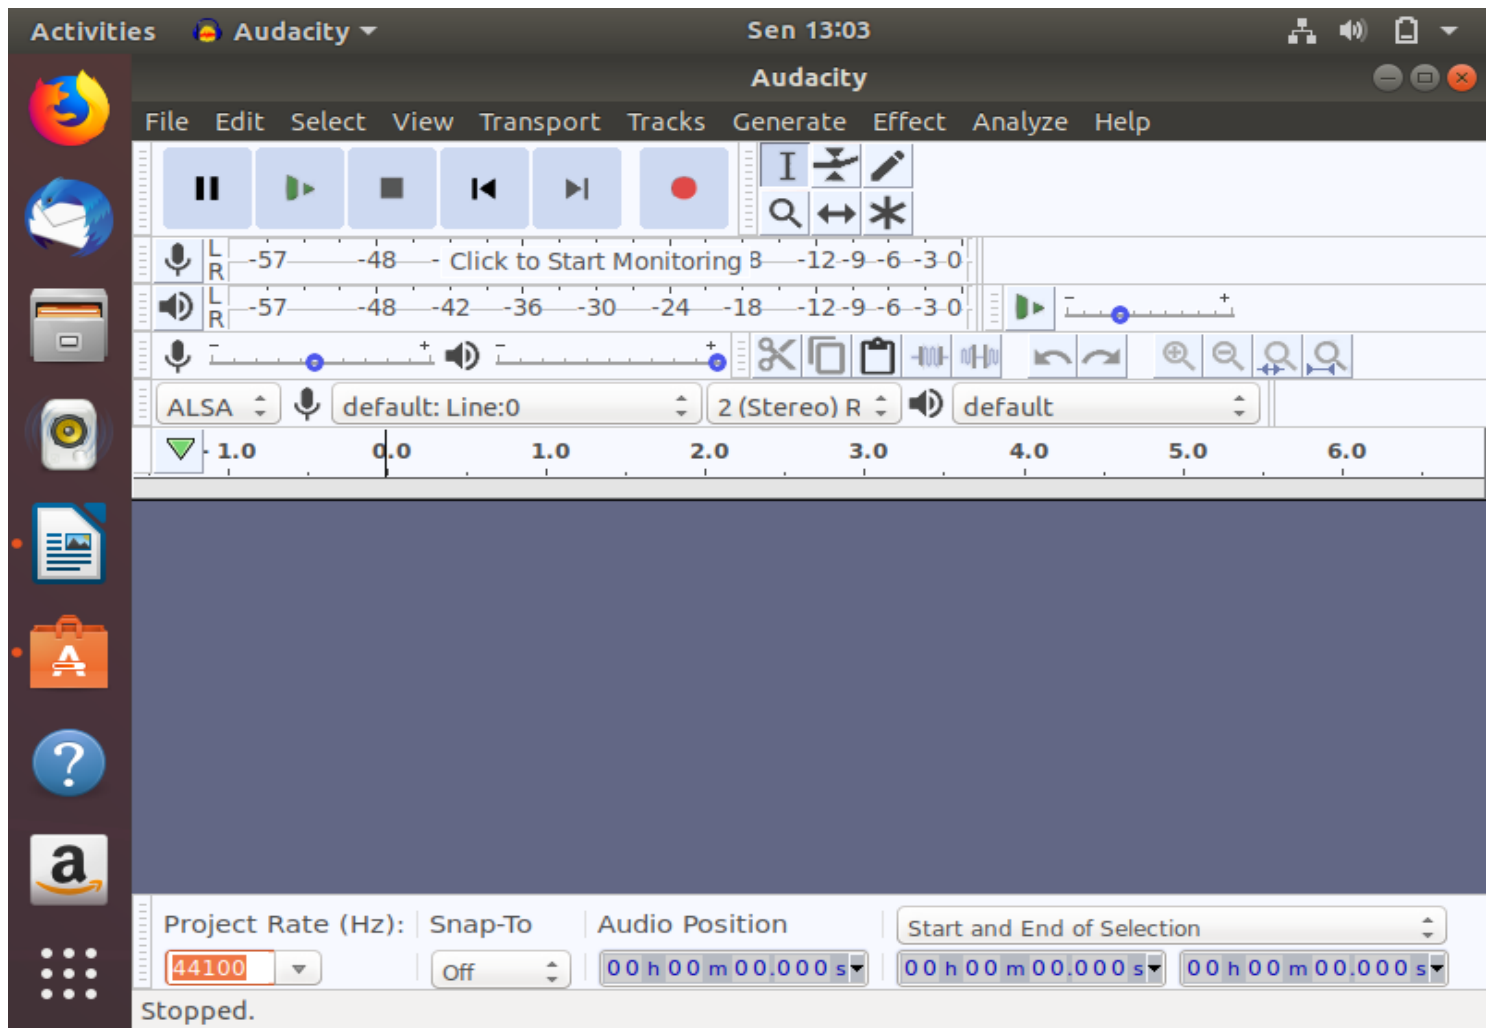 Activities Audacity Sen 13:03
Audacity
File Edit Select View Transport Tracks Generate Effect Analyze Help
L
R
-57 -48 - Click to Start Monitoring 8 -12 -9 -6 -3 0
L
R
-57 -48 -42 -36 -30 -24 -18 -12 -9 -6 -3 0
- +
- + - +
ALSA default: Line:0 2 (Stereo) R default
- 1.0 0.0 1.0 2.0 3.0 4.0 5.0 6.0
a
Project Rate (Hz): Snap-To Audio Position Start and End of Selection
44100 Off 00 h 00 m 00.000 s 00 h 00 m 00.000 s 00 h 00 m 00.000 s
Stopped.